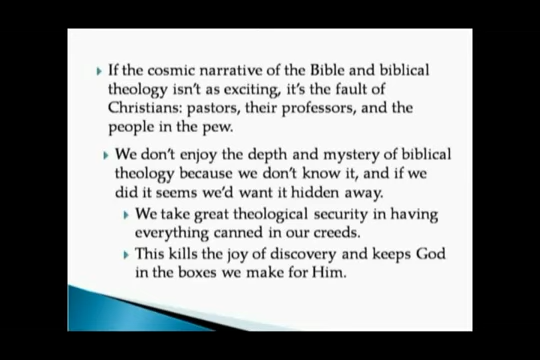 If the cosmic narrative of the Bible and biblical
theology isn't as exciting, it's the fault of
Christians: pastors, their professors, and the
people in the pew.
We don't enjoy the depth and mystery of biblical
theology because we don't know it, and if we
did it seems we'd want it hidden away.
We take great theological security in having
everything canned in our creeds.
This kills the joy of discovery and keeps God
in the boxes we make for Him.